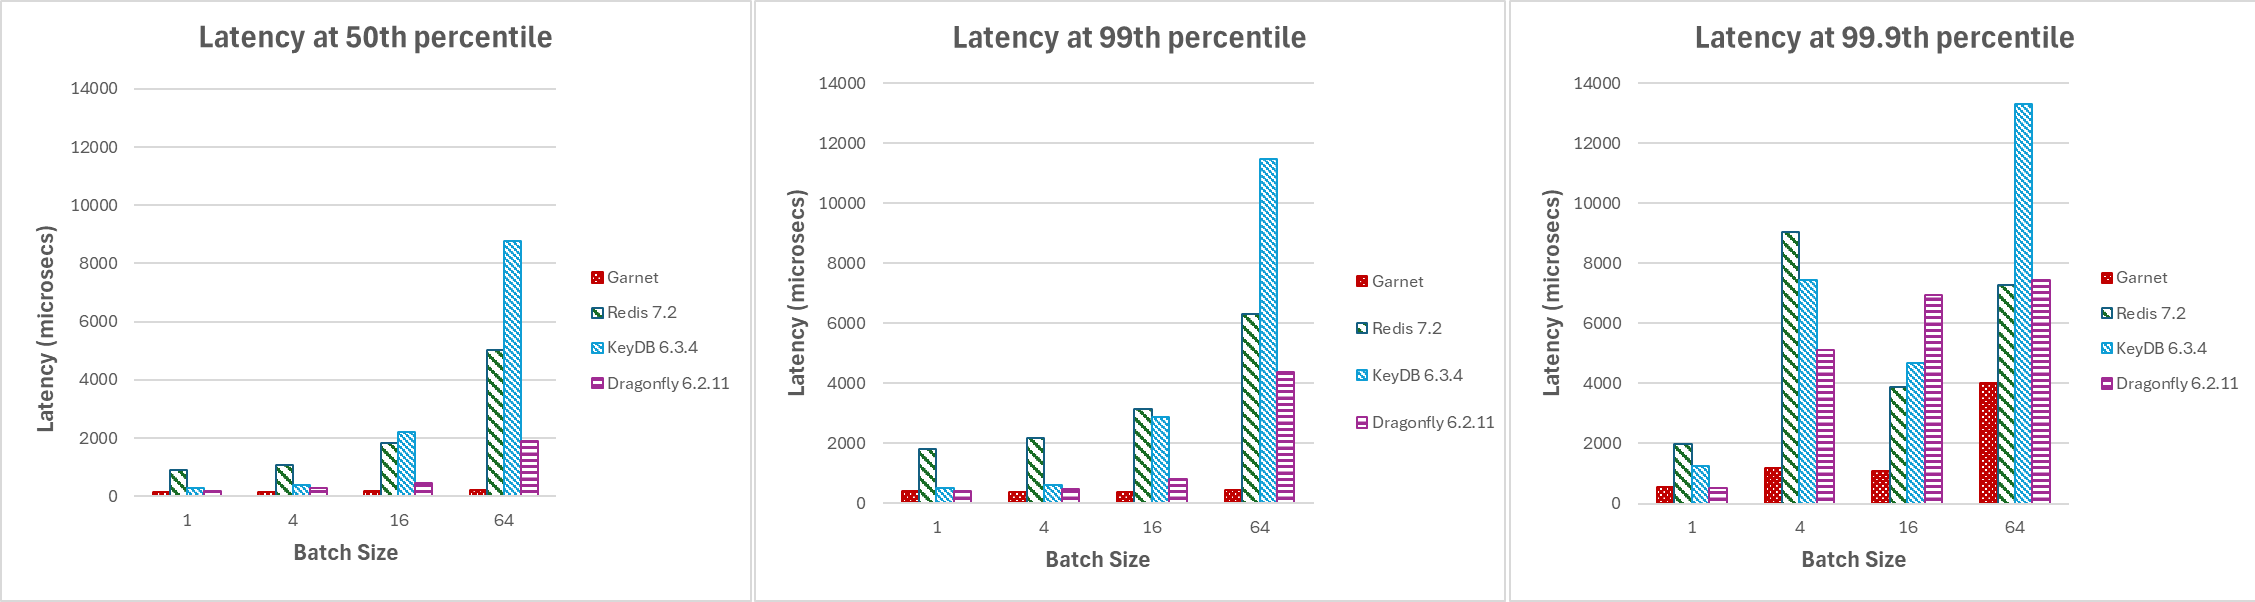 Latency at 50th percentile
14000
12000
10000
8000
6000
4000
2000
0
Latency (microsecs)
1 4 16 64
Batch Size
Garnet
Redis 7.2
KeyDB 6.3.4
Dragonfly 6.2.11
Latency at 99th percentile
14000
12000
10000
8000
6000
4000
2000
0
Latency (microsecs)
1 4 16 64
Batch Size
Garnet
Redis 7.2
KeyDB 6.3.4
Dragonfly 6.2.11
Latency at 99.9th percentile
14000
12000
10000
8000
6000
4000
2000
0
Latency (microsecs)
1 4 16 64
Batch Size
Garnet
Redis 7.2
KeyDB 6.3.4
Dragonfly 6.2.11